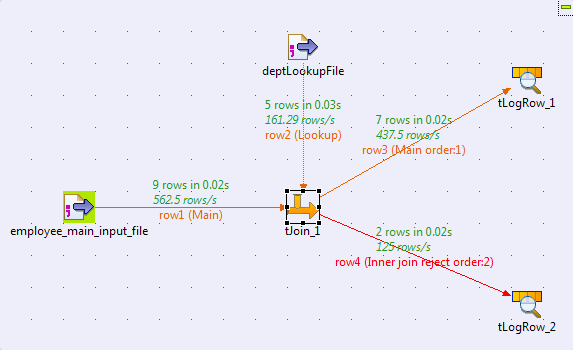 deptLookupFile
5 rows in 0.03s
161.29 rows/s
row2 (Lookup)
tLogRow_1
7 rows in 0.02s
437.5 rows/s
row3 (Main order:1)
9 rows in 0.02s
562.5 rows/s
row1 (Main)
employee_main_input_file
tJoin_1
2 rows in 0.02s
125 rows/s
row4 (Inner join reject order:2)
tLogRow_2